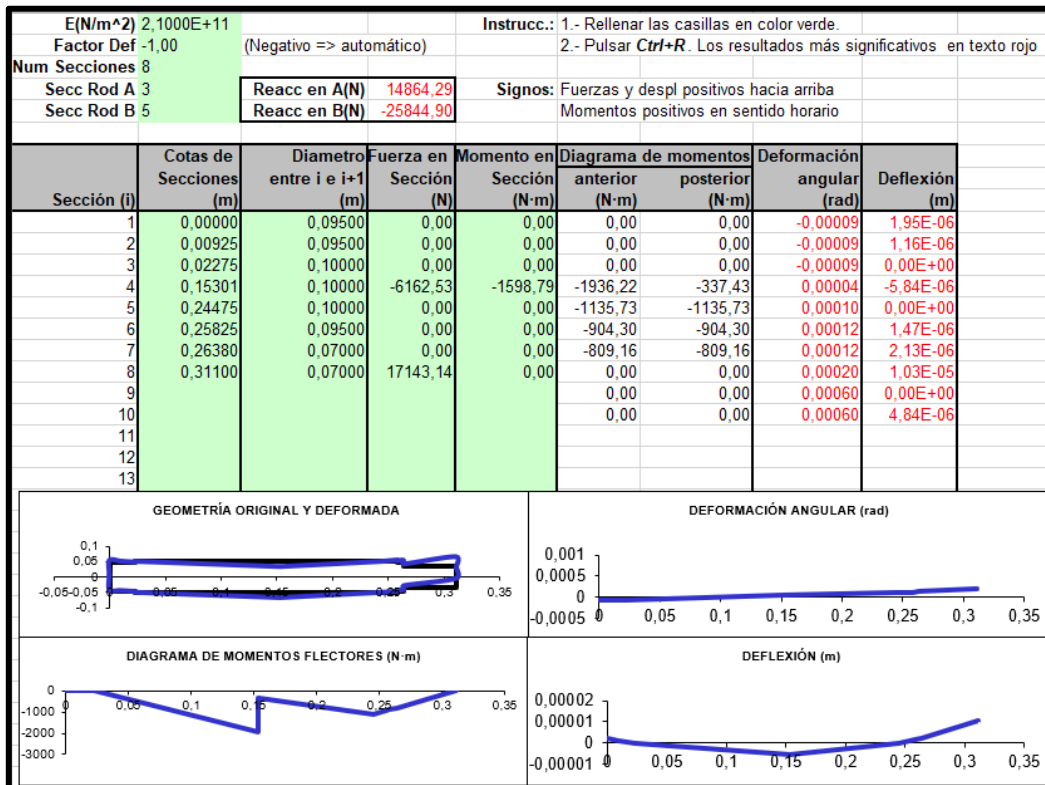 E(N/m^2) 2,1000E+11 Instrucc.: 1.- Rellenar las casillas en color verde.
Factor Def -1,00 (Negativo => automático) 2.- Pulsar Ctrl+R. Los resultados más significativos en texto rojo
Num Secciones 8
Secc Rod A 3 Reacc en A(N) 14864,29 Signos: Fuerzas y despl positivos hacia arriba
Secc Rod B 5 Reacc en B(N) -25844,90 Momentos positivos en sentido horario
Cotas de Diametro Fuerza en Momento en Diagrama de momentos Deformación
Secciones entre i e i+1 Sección Sección anterior posterior angular Deflexión
Sección (i) (m) (m) (N) (N·m) (N·m) (N·m) (rad) (m)
1 0,00000 0,09500 0,00 0,00 0,00 0,00 -0,00009 1,95E-06
2 0,00925 0,09500 0,00 0,00 0,00 0,00 -0,00009 1,16E-06
3 0,02275 0,10000 0,00 0,00 0,00 0,00 -0,00009 0,00E+00
4 0,15301 0,10000 -6162,53 -1598,79 -1936,22 -337,43 0,00004 -5,84E-06
5 0,24475 0,10000 0,00 0,00 -1135,73 -1135,73 0,00010 0,00E+00
6 0,25825 0,09500 0,00 0,00 -904,30 -904,30 0,00012 1,47E-06
7 0,26380 0,07000 0,00 0,00 -809,16 -809,16 0,00012 2,13E-06
8 0,31100 0,07000 17143,14 0,00 0,00 0,00 0,00020 1,03E-05
9 0,00 0,00 0,00060 0,00E+00
10 0,00 0,00 0,00060 4,84E-06
11
12
13
GEOMETRÍA ORIGINAL Y DEFORMADA
0,1
0,05
0
-0,05
-0,1
-0,05 0 0,05 0,1 0,15 0,2 0,25 0,3 0,35
DEFORMACIÓN ANGULAR (rad)
0,001
0,0005
0
-0,0005
0 0,05 0,1 0,15 0,2 0,25 0,3 0,35
DIAGRAMA DE MOMENTOS FLECTORES (N·m)
0
-1000
-2000
-3000
0 0,05 0,1 0,15 0,2 0,25 0,3 0,35
DEFLEXIÓN (m)
0,00002
0,00001
0
-0,00001
0 0,05 0,1 0,15 0,2 0,25 0,3 0,35